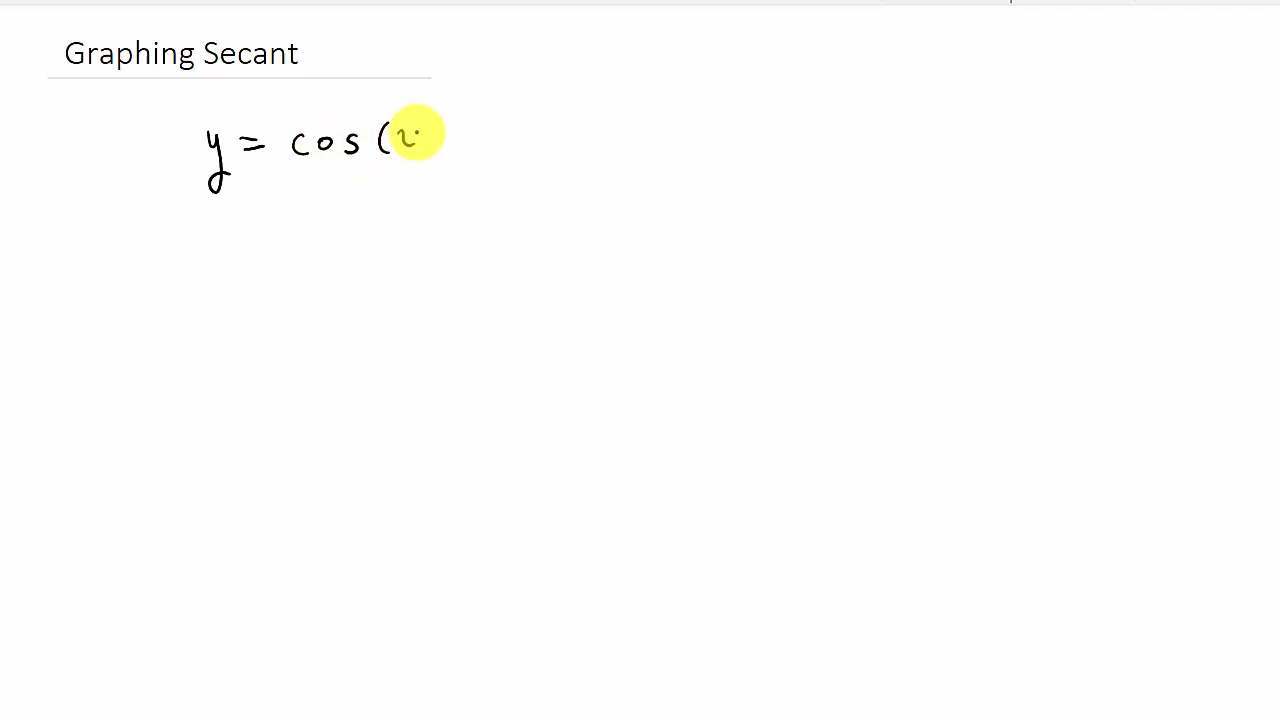 Graphing Secant
y = cos (